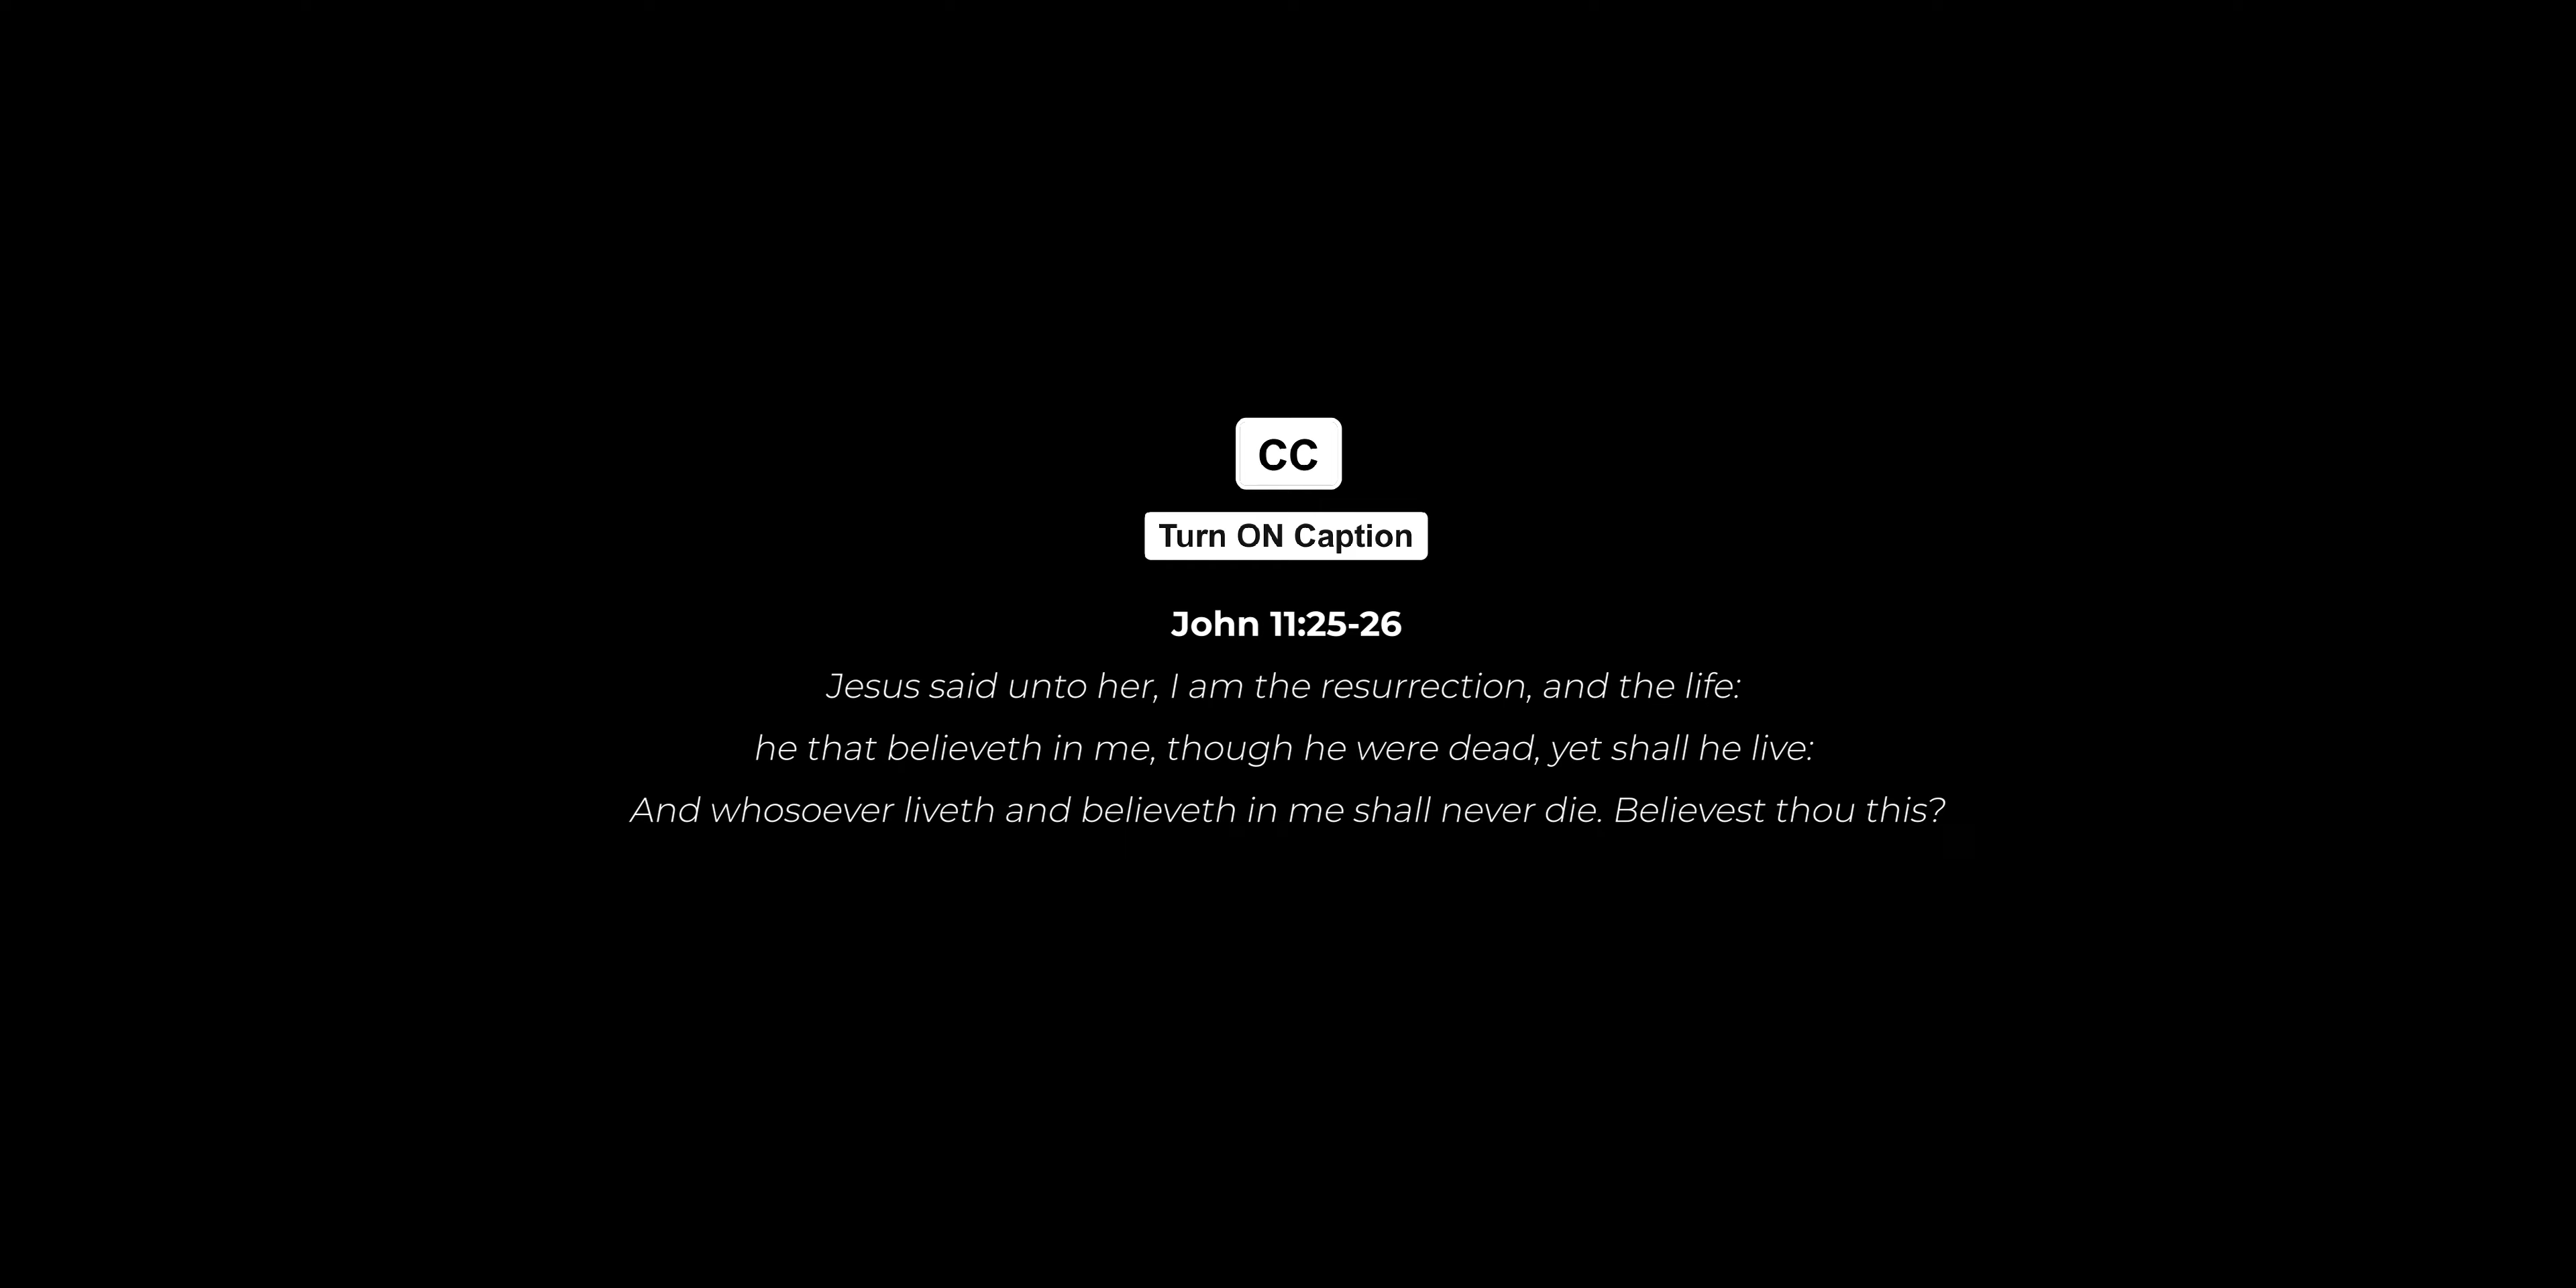 CC
Turn ON Caption
John 11:25-26
Jesus said unto her, I am the resurrection, and the life:
he that believeth in me, though he were dead, yet shall he live:
And whosoever liveth and believeth in me shall never die. Believest thou this?